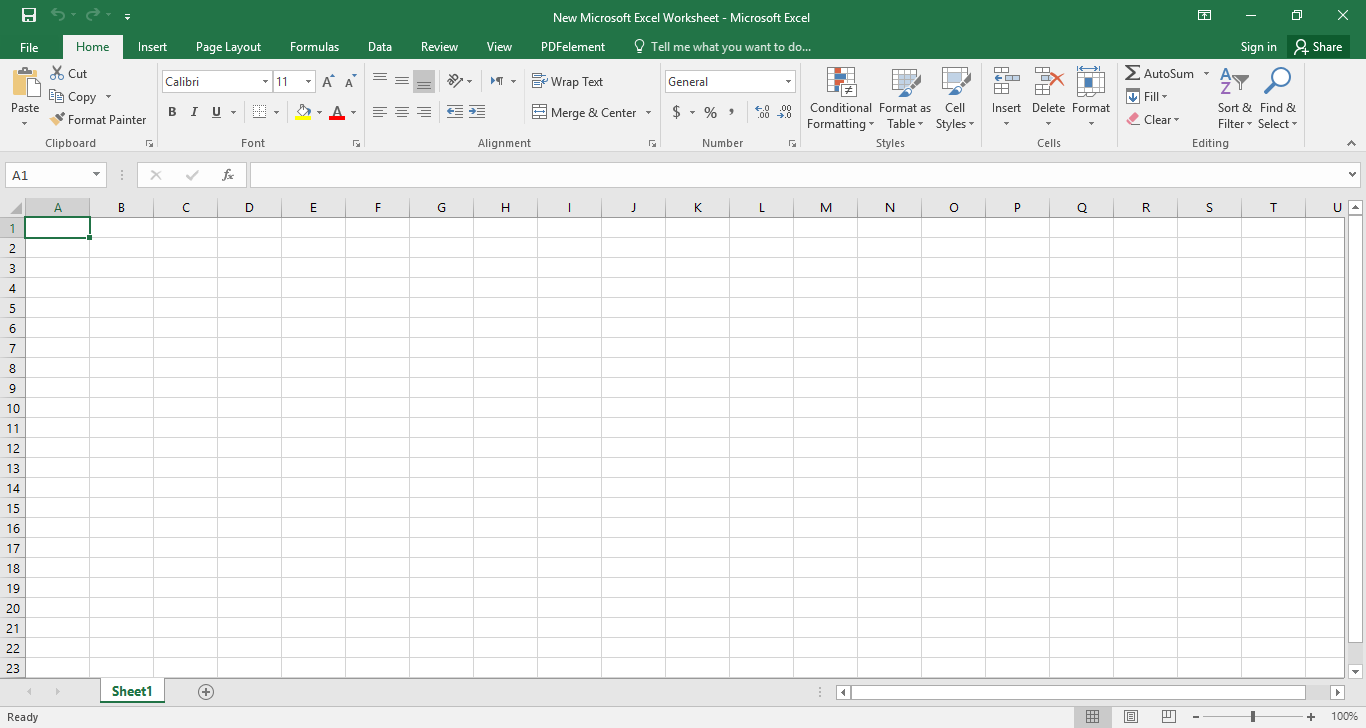 New Microsoft Excel Worksheet - Microsoft Excel
File Home Insert Page Layout Formulas Data Review View PDFelement Tell me what you want to do... Sign in Share
Paste
Cut
Copy
Format Painter
Clipboard
Calibri 11
B I U A
Font
Wrap Text
Merge & Center
Alignment
General
$ % ,
Number
Conditional Formatting
Format as Table
Cell Styles
Styles
Insert Delete Format
Cells
AutoSum
Fill
Clear
Sort & Filter
Find & Select
Editing
A1 fx
A B C D E F G H I J K L M N O P Q R S T U
1
2
3
4
5
6
7
8
9
10
11
12
13
14
15
16
17
18
19
20
21
22
23
Sheet1
Ready 100%